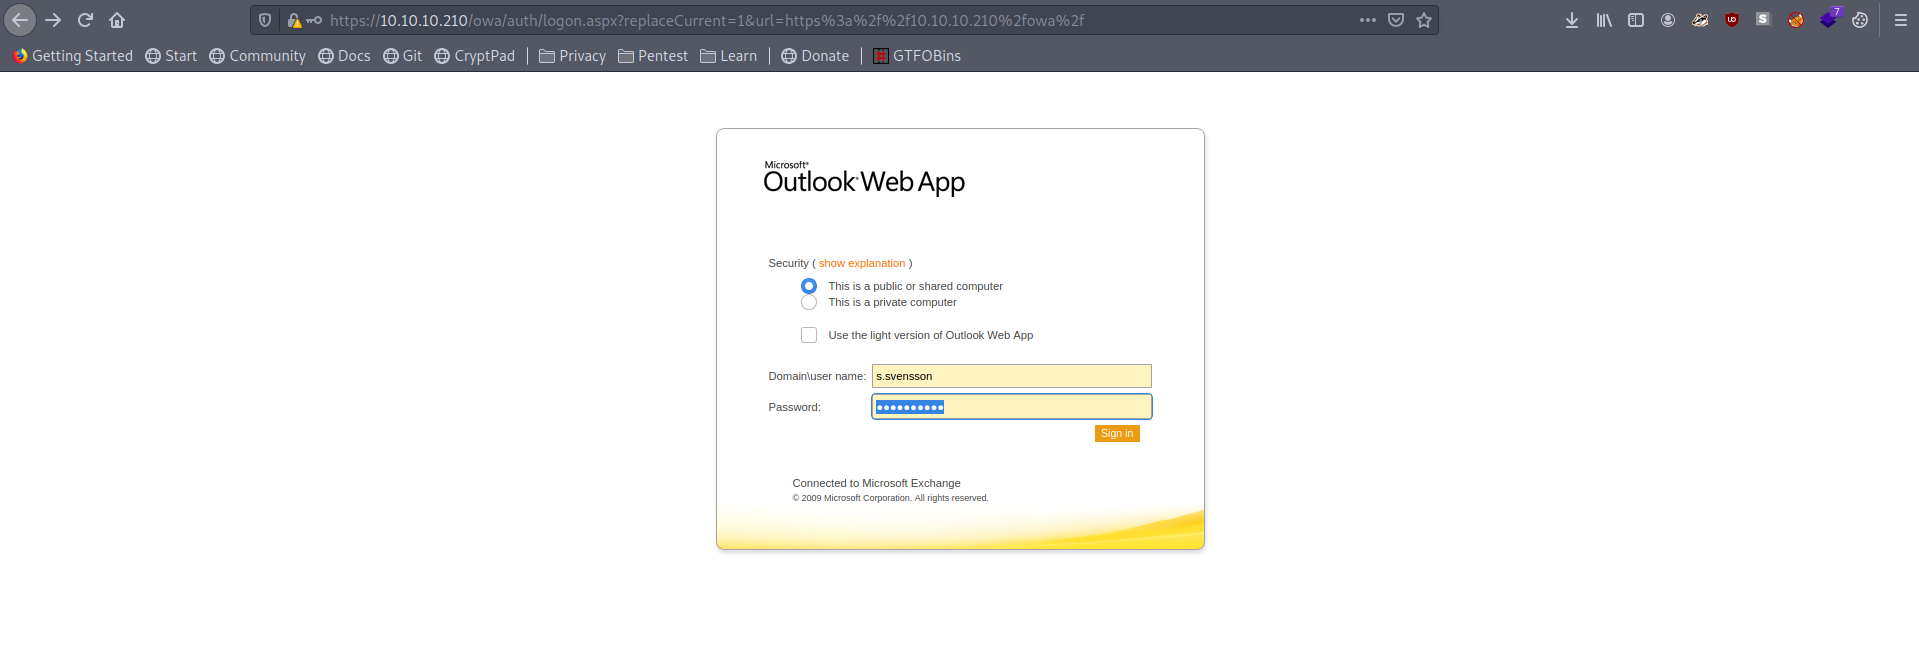 https://10.10.10.210/owa/auth/logon.aspx?replaceCurrent=1&url=https%3a%2f%2f10.10.10.210%2fowa%2f
7
Getting Started Start Community Docs Git CryptPad Privacy Pentest Learn Donate GTFOBins
Microsoft®
Outlook® Web App
Security ( show explanation )
This is a public or shared computer
This is a private computer
Use the light version of Outlook Web App
Domain\user name: s.svensson
Password: ●●●●●●●●●●
Sign in
Connected to Microsoft Exchange
© 2009 Microsoft Corporation. All rights reserved.